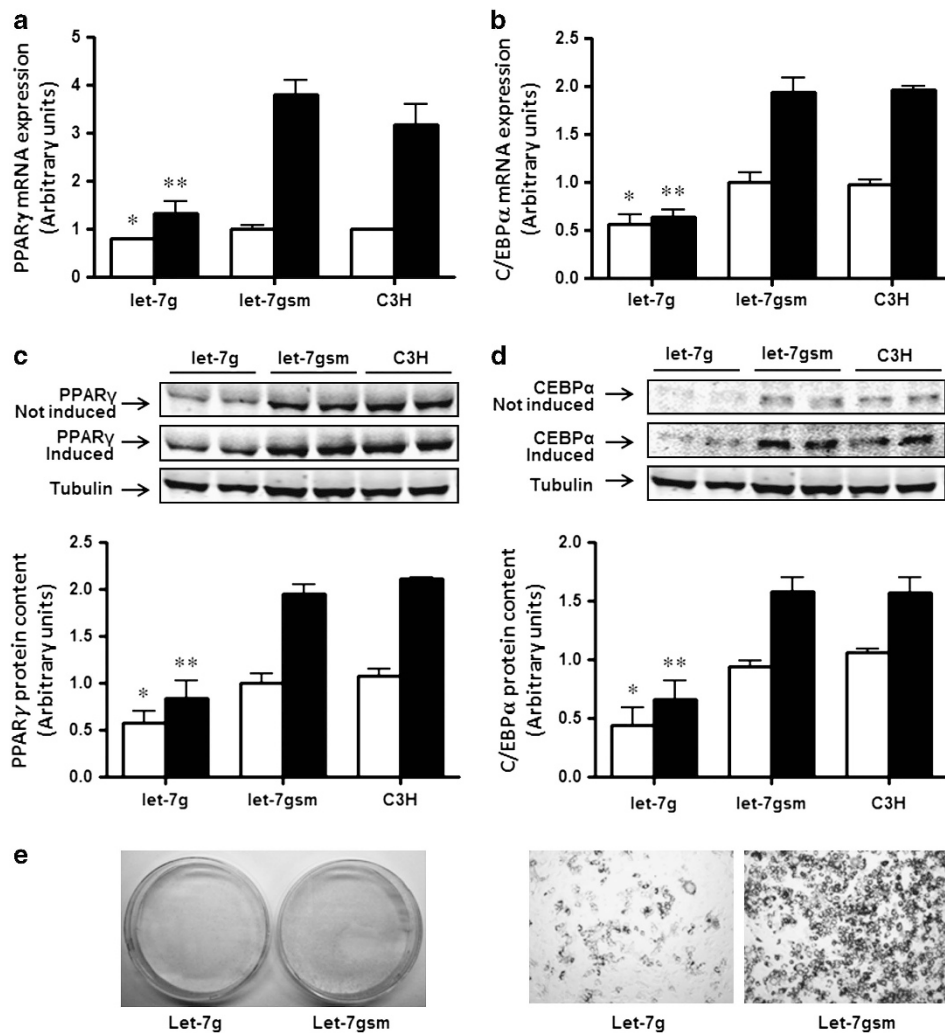 a
PPARγ mRNA expression
(Arbitrary units)
5
4
3
2
1
0
*
**
let-7g
let-7gsm
C3H
b
C/EBPα mRNA expression
(Arbitrary units)
2.5
2.0
1.5
1.0
0.5
0.0
*
**
let-7g
let-7gsm
C3H
c
let-7g
let-7gsm
C3H
PPARγ
Not induced
PPARγ
Induced
Tubulin
PPARγ protein content
(Arbitrary units)
2.5
2.0
1.5
1.0
0.5
0.0
*
**
let-7g
let-7gsm
C3H
d
let-7g
let-7gsm
C3H
CEBPα
Not induced
CEBPα
Induced
Tubulin
C/EBPα protein content
(Arbitrary units)
2.0
1.5
1.0
0.5
0.0
*
**
let-7g
let-7gsm
C3H
e
Let-7g
Let-7gsm
Let-7g
Let-7gsm